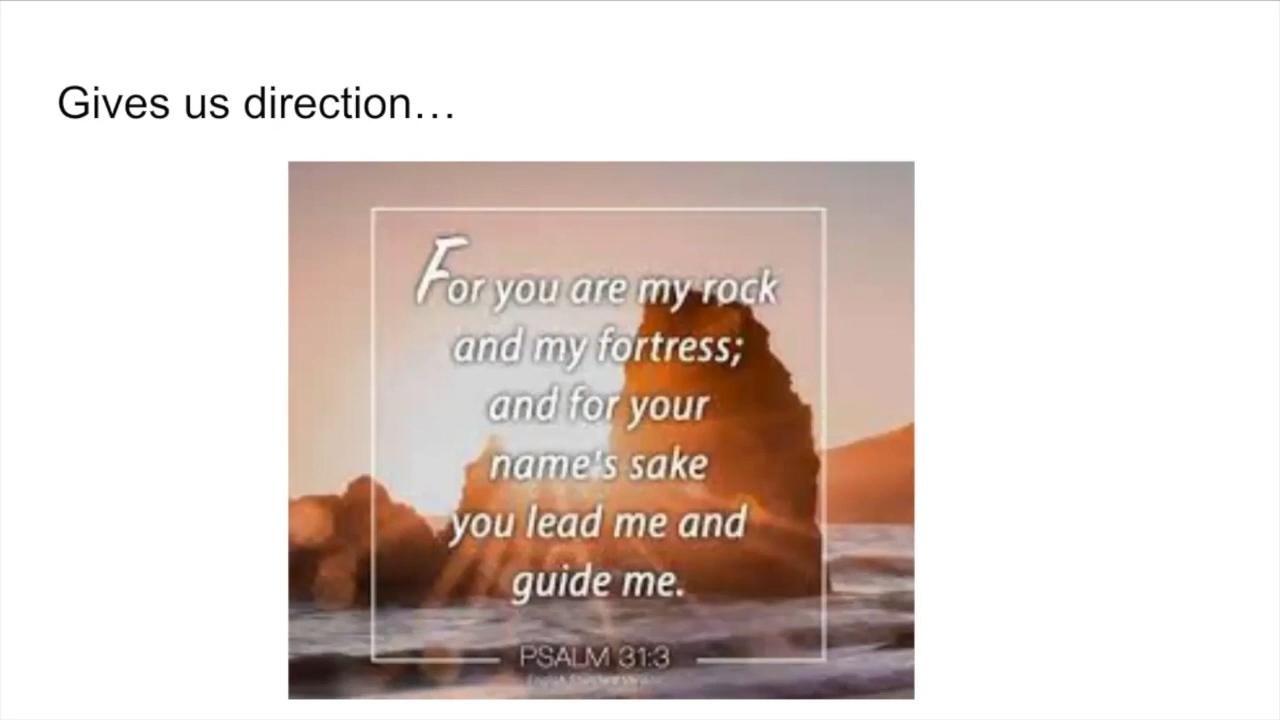 Gives us direction…
For you are my rock
and my fortress;
and for your
name's sake
you lead me and
guide me.
PSALM 31:3